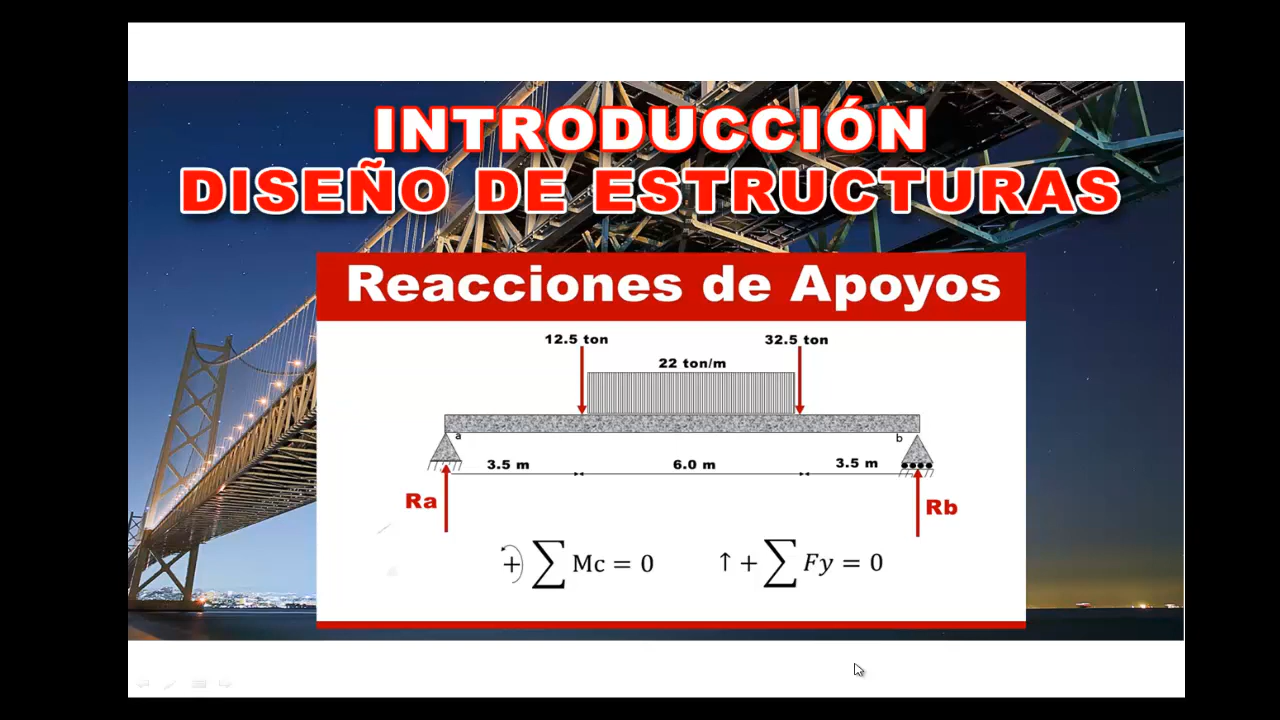 INTRODUCCIÓN
DISEÑO DE ESTRUCTURAS
Reacciones de Apoyos
12.5 ton
32.5 ton
22 ton/m
a
b
3.5 m
6.0 m
3.5 m
Ra
Rb
+ ∑ Mc = 0
↑ + ∑ Fy = 0